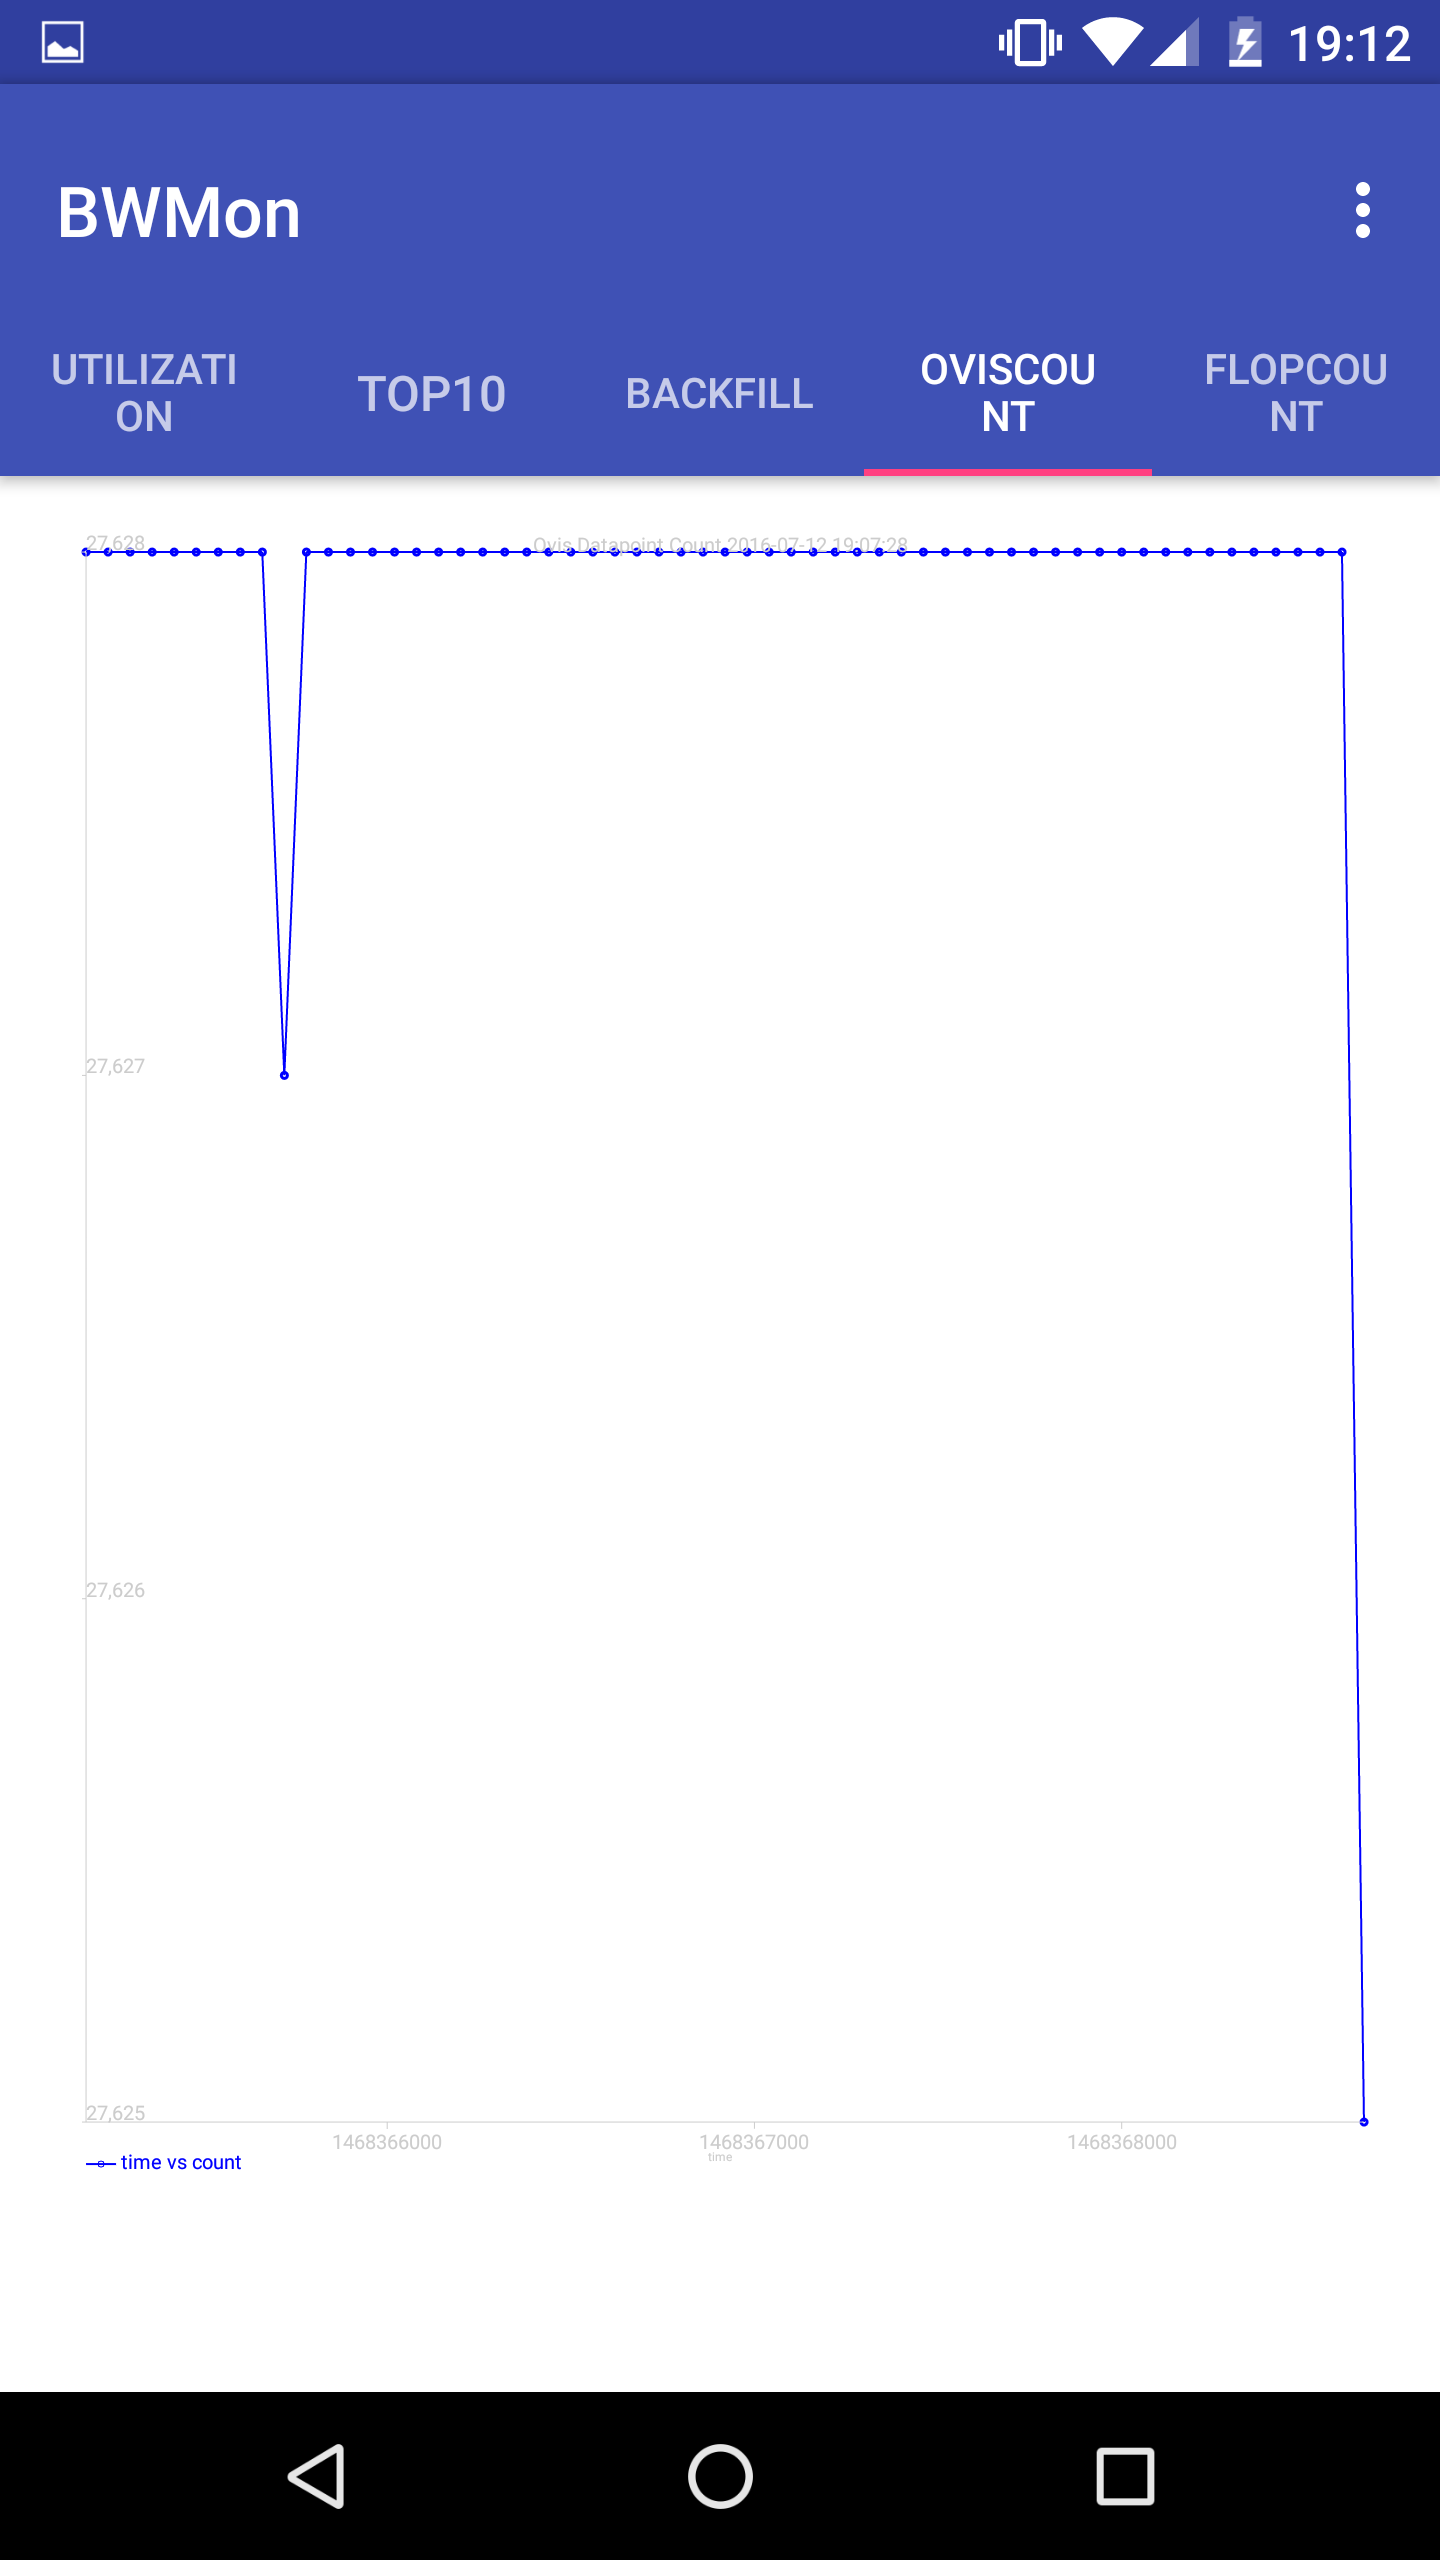 19:12
BWMon
UTILIZATI
ON
TOP10
BACKFILL
OVISCOU
NT
FLOPCOU
NT
27,628
Ovis Datapoint Count 2016-07-12 19:07:28
27,627
27,626
27,625
1468366000
1468367000
1468368000
time
time vs count